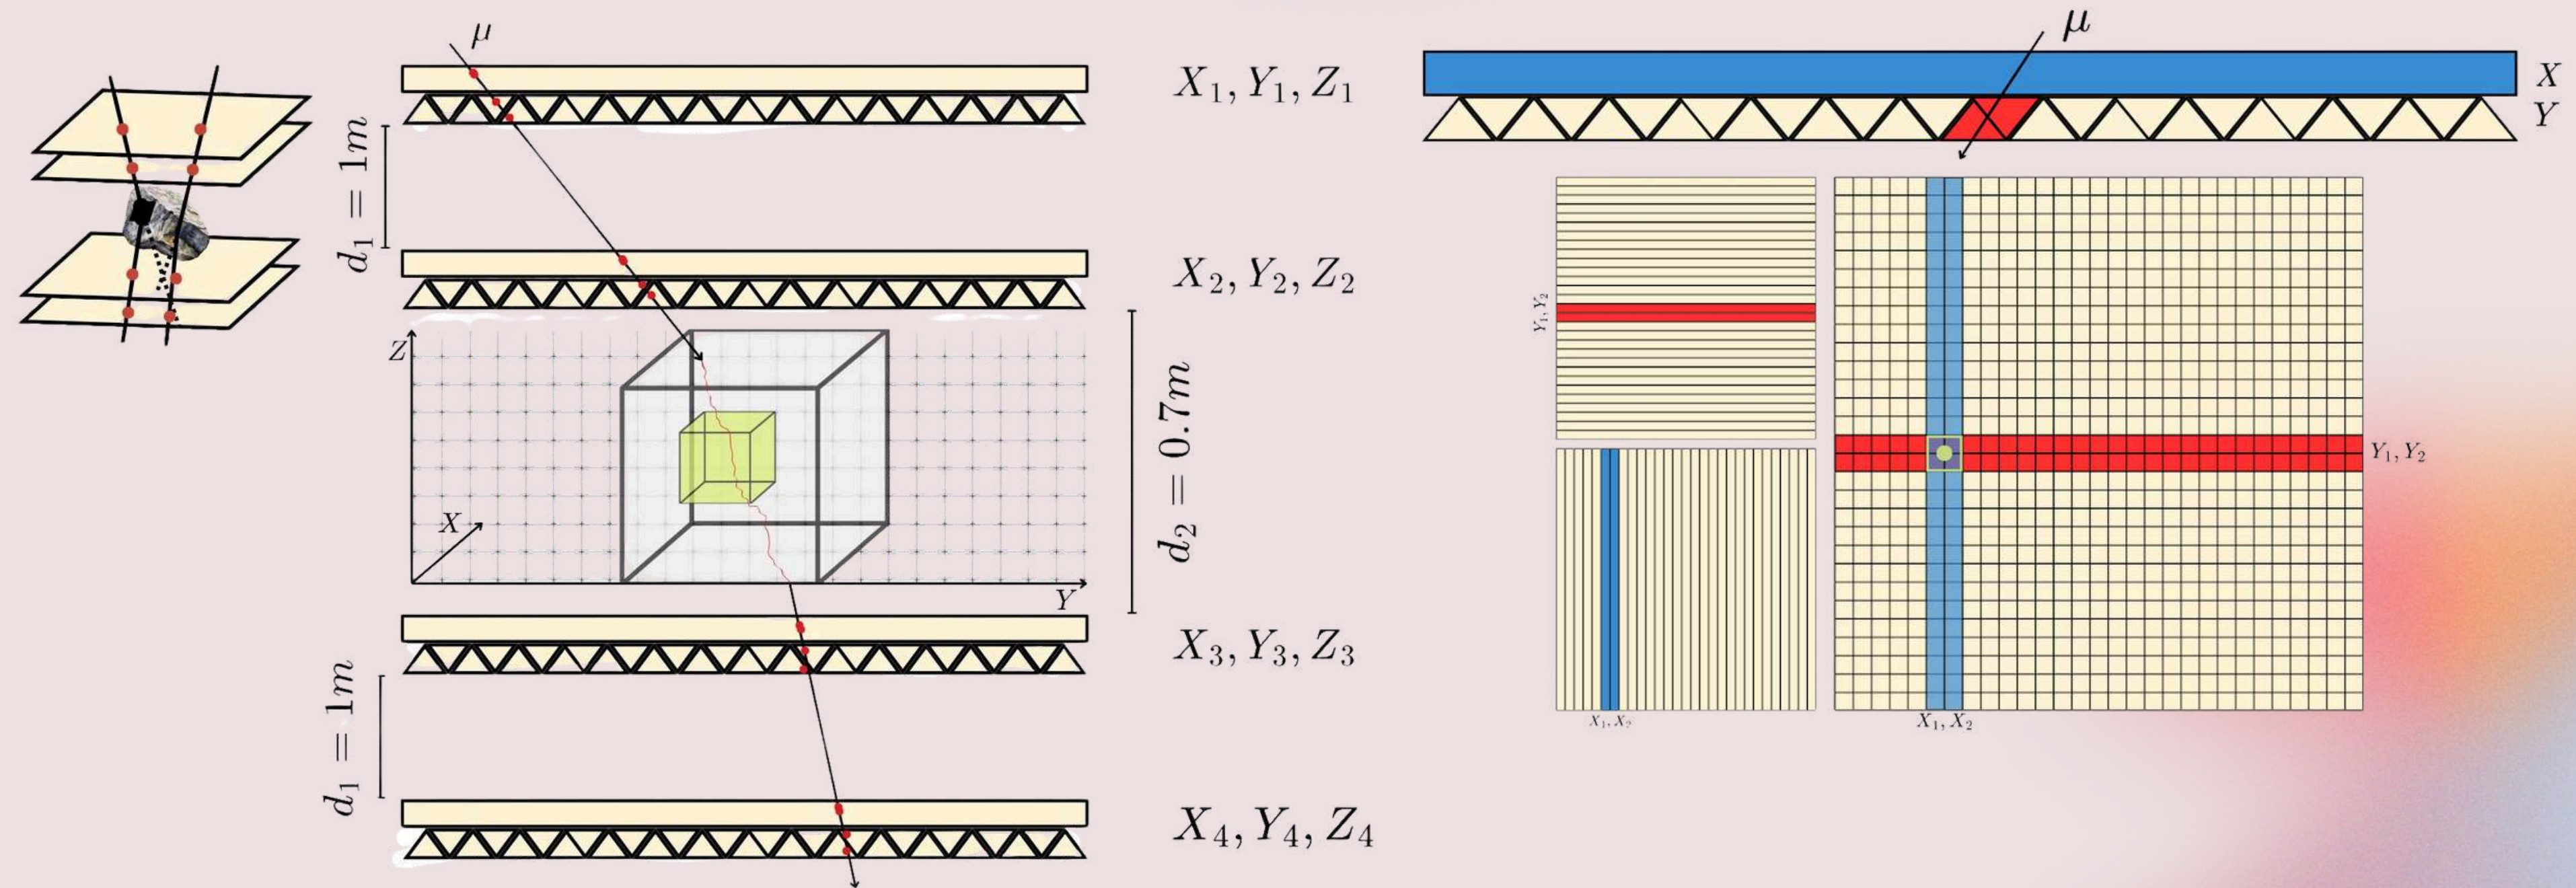 μ
X₁, Y₁, Z₁
d₁ = 1m
X₂, Y₂, Z₂
Z
X
Y
d₂ = 0.7m
X₃, Y₃, Z₃
d₁ = 1m
X₄, Y₄, Z₄
μ
X
Y
Y₁, Y₂
X₁, X₂
Y₁, Y₂
X₁, X₂